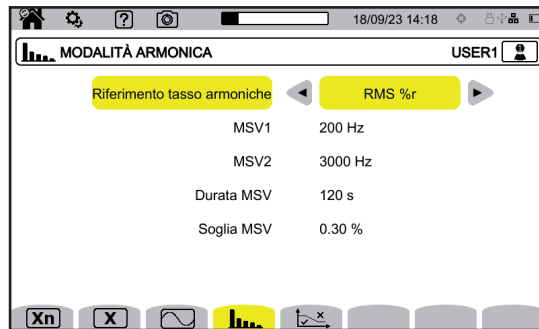 18/09/23 14:18
MODALITÀ ARMONICA USER1
Riferimento tasso armoniche RMS %r
MSV1 200 Hz
MSV2 3000 Hz
Durata MSV 120 s
Soglia MSV 0.30 %
Xn X